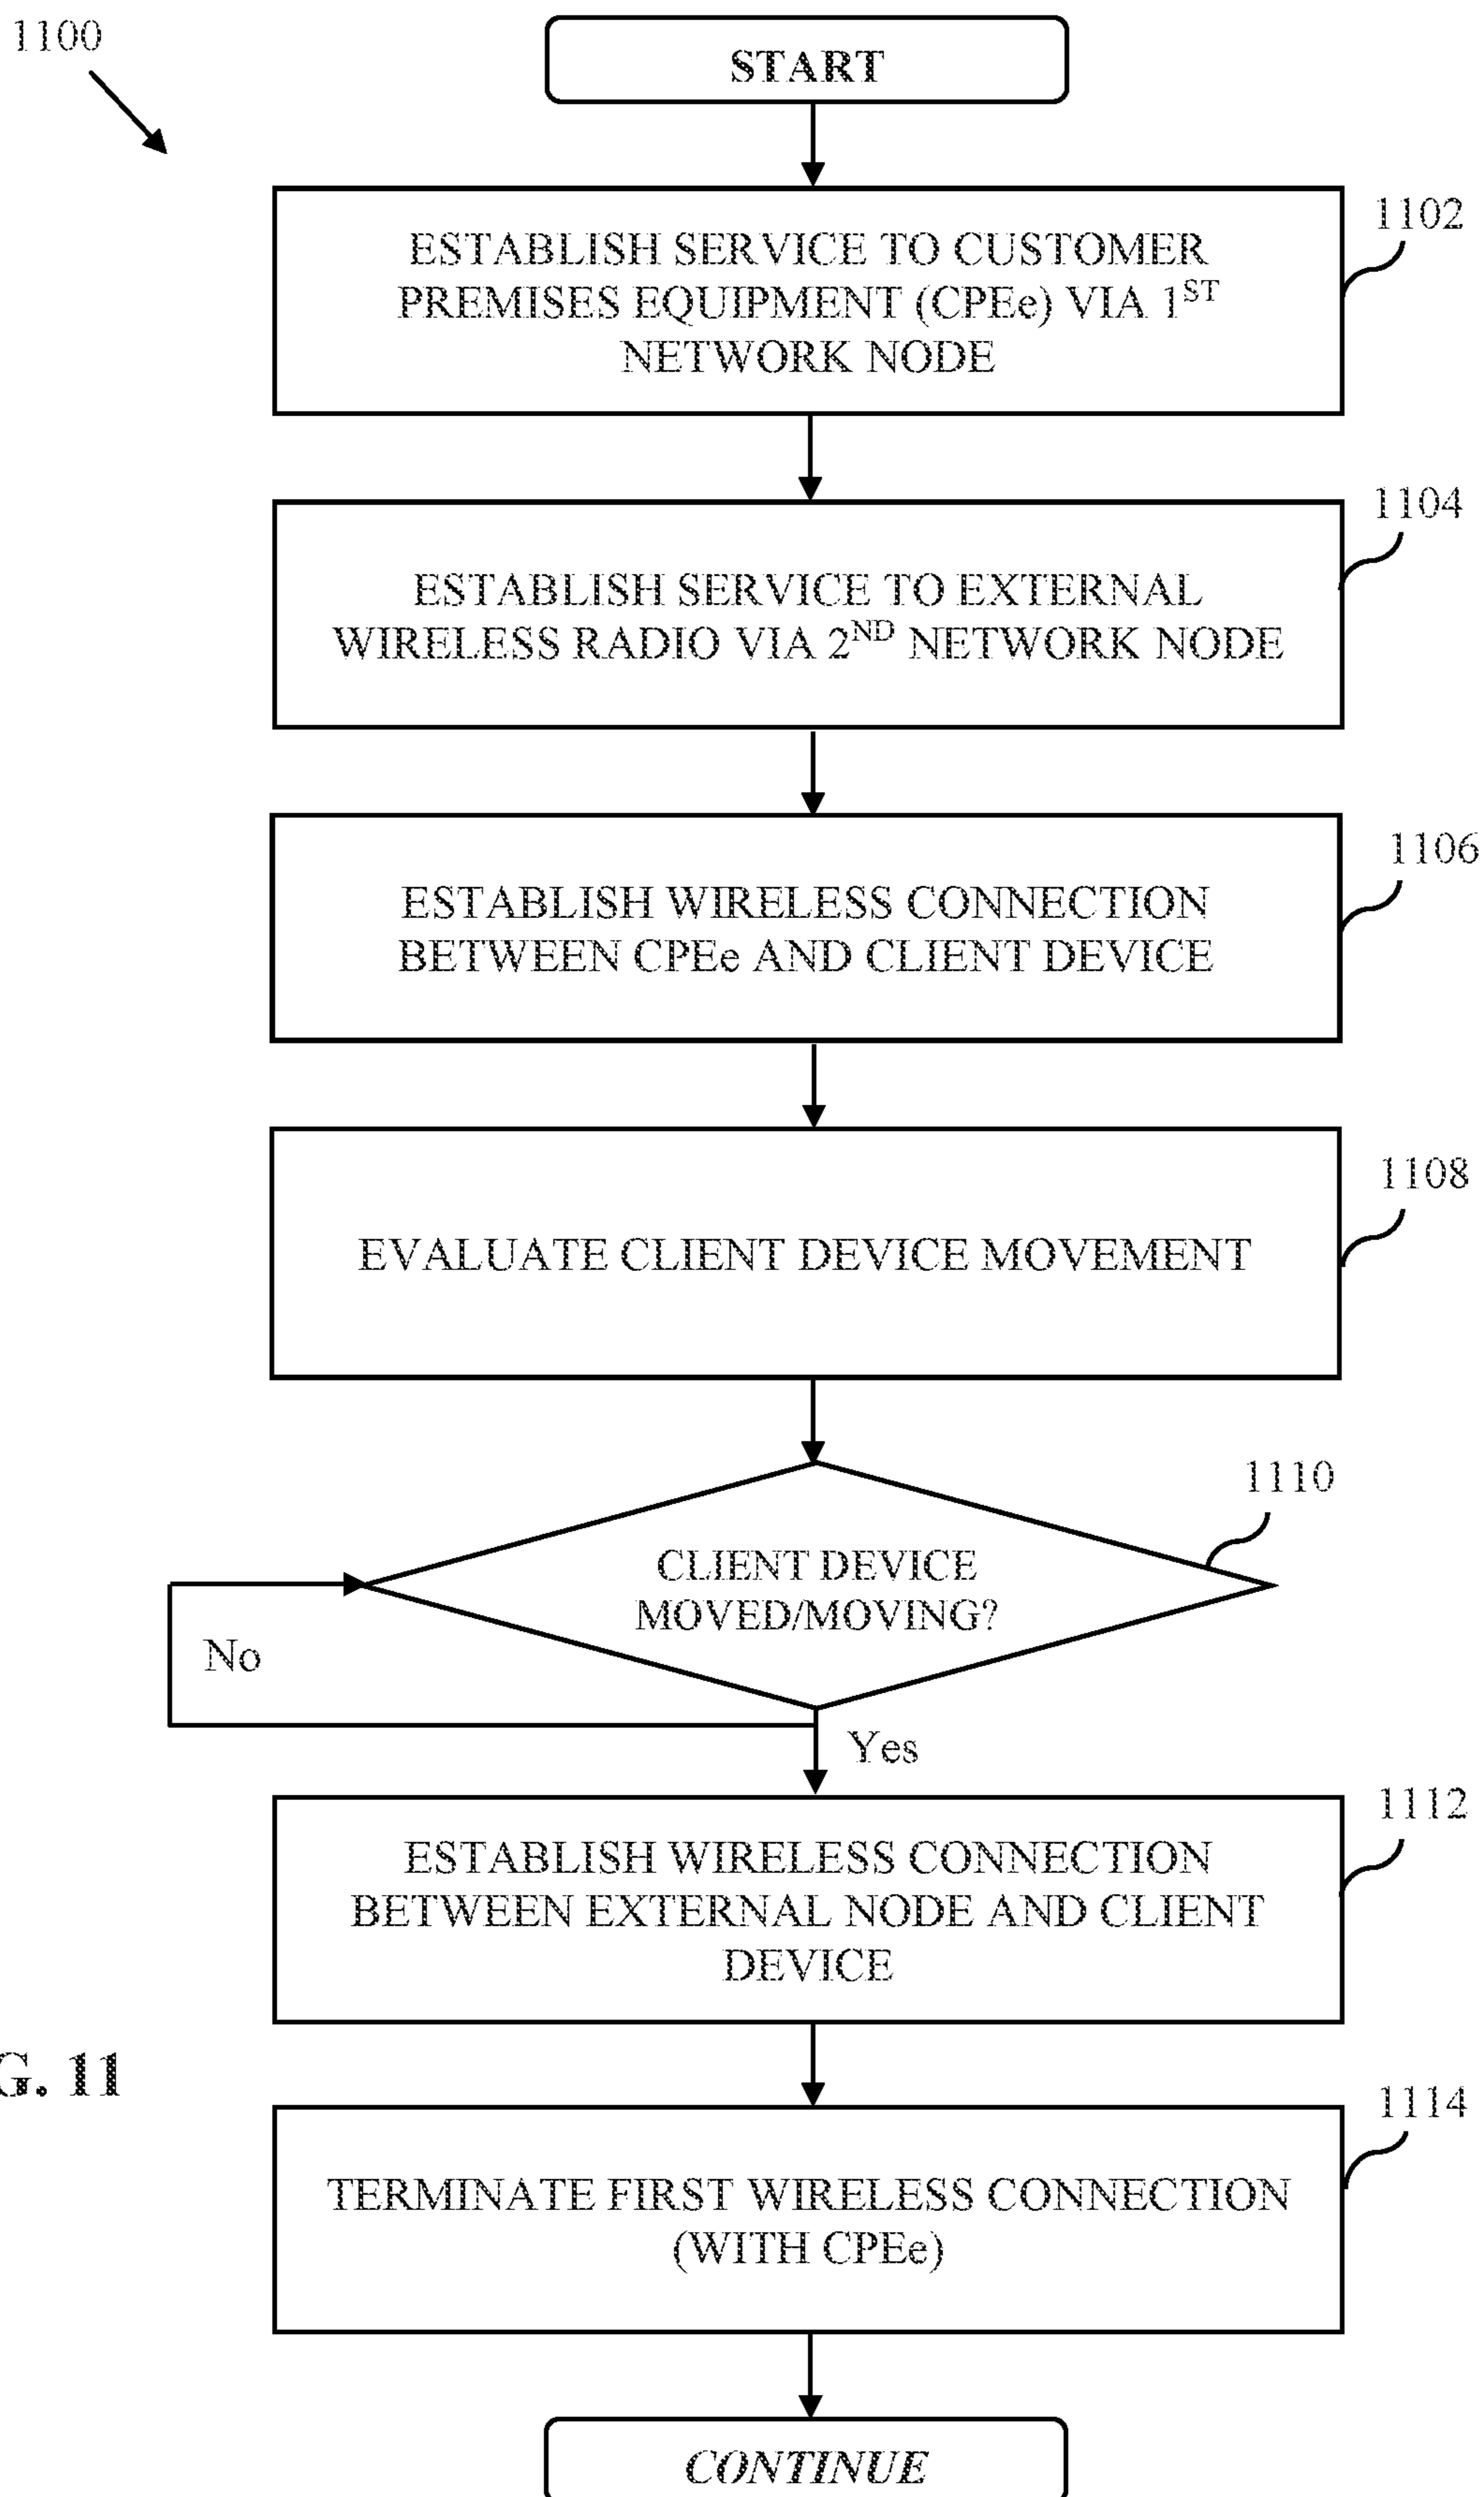 1100
START
1102
ESTABLISH SERVICE TO CUSTOMER
PREMISES EQUIPMENT (CPEe) VIA 1ST
NETWORK NODE
1104
ESTABLISH SERVICE TO EXTERNAL
WIRELESS RADIO VIA 2ND NETWORK NODE
1106
ESTABLISH WIRELESS CONNECTION
BETWEEN CPEe AND CLIENT DEVICE
1108
EVALUATE CLIENT DEVICE MOVEMENT
1110
CLIENT DEVICE
MOVED/MOVING?
No
Yes
1112
ESTABLISH WIRELESS CONNECTION
BETWEEN EXTERNAL NODE AND CLIENT
DEVICE
G. 11
1114
TERMINATE FIRST WIRELESS CONNECTION
(WITH CPEe)
CONTINUE